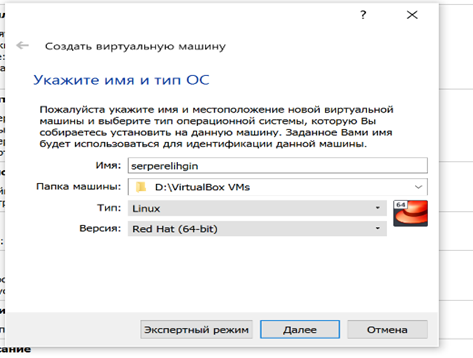 ?
Создать виртуальную машину
Укажите имя и тип ОС
Пожалуйста укажите имя и местоположение новой виртуальной
машины и выберите тип операционной системы, которую Вы
собираетесь установить на данную машину. Заданное Вами имя
будет использоваться для идентификации данной машины.
Имя: serperelihgin
Папка машины: D:\VirtualBox VMs
Тип: Linux
64
Версия: Red Hat (64-bit)
Экспертный режим Далее Отмена